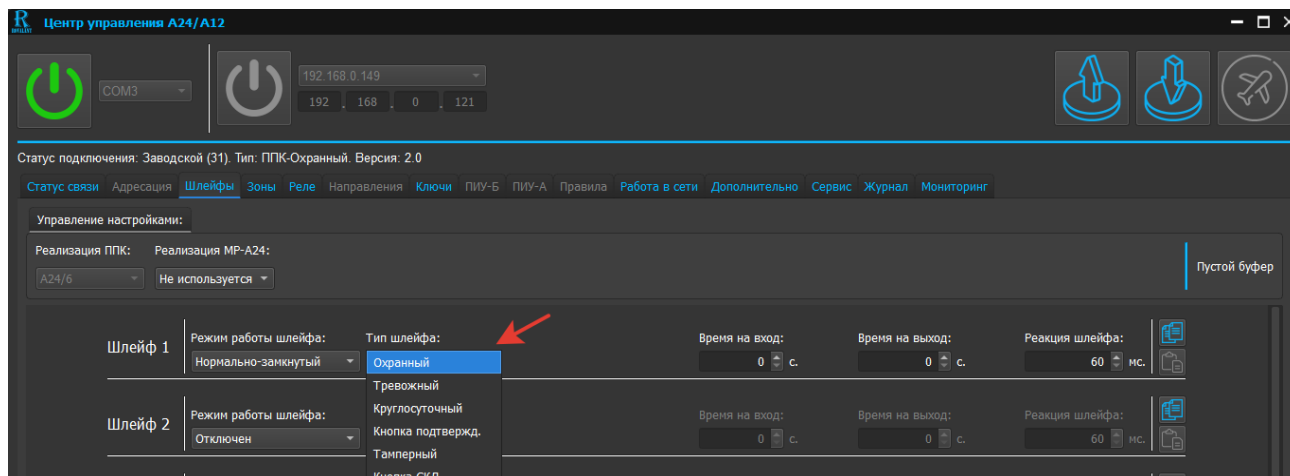 ROVALENT
Центр управления А24/А12
COM3
192.168.0.149
192 . 168 . 0 . 121
Статус подключения: Заводской (31). Тип: ППК-Охранный. Версия: 2.0
Статус связи Адресация Шлейфы Зоны Реле Направления Ключи ПИУ-Б ПИУ-А Правила Работа в сети Дополнительно Сервис Журнал Мониторинг
Управление настройками:
Реализация ППК: Реализация МР-А24:
А24/6 Не используется
Пустой буфер
Шлейф 1
Режим работы шлейфа: Тип шлейфа: Время на вход: Время на выход: Реакция шлейфа:
Нормально-замкнутый Охранный 0 с. 0 с. 60 мс.
Тревожный
Круглосуточный
Кнопка подтвержд.
Тамперный
Кнопка СКД
Шлейф 2
Режим работы шлейфа: Время на вход: Время на выход: Реакция шлейфа:
Отключен 0 с. 0 с. 60 мс.